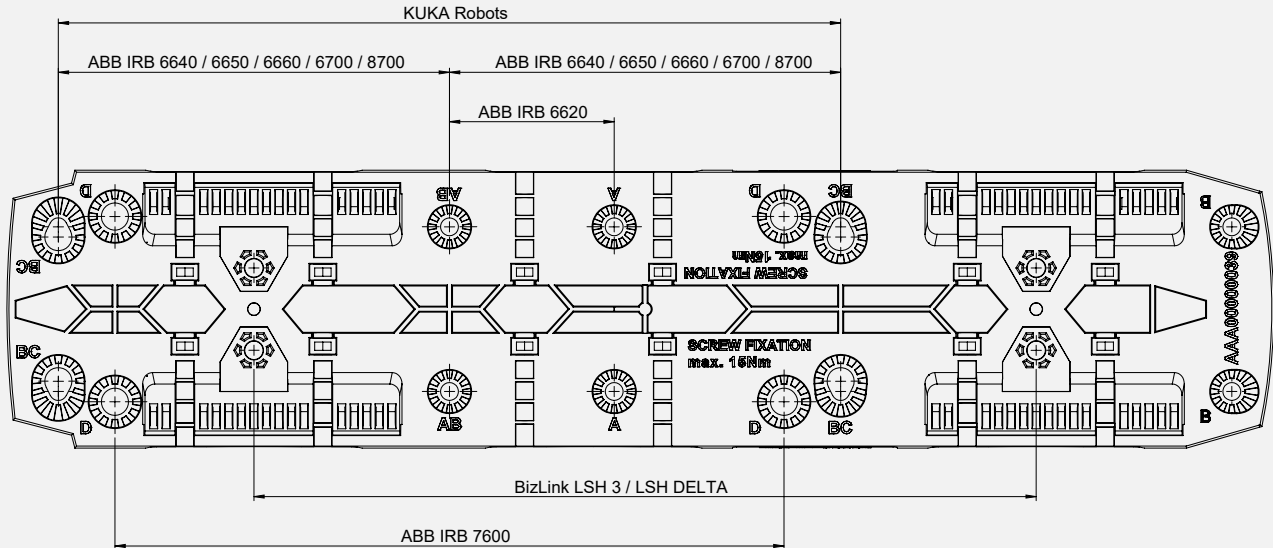 KUKA Robots
ABB IRB 6640 / 6650 / 6660 / 6700 / 8700 ABB IRB 6640 / 6650 / 6660 / 6700 / 8700
ABB IRB 6620
D AB A D BC B
BC
SCREW FIXATION
max. 15Nm
AAA00000039
BC
SCREW FIXATION
max. 15Nm
D AB A D BC B
BizLink LSH 3 / LSH DELTA
ABB IRB 7600